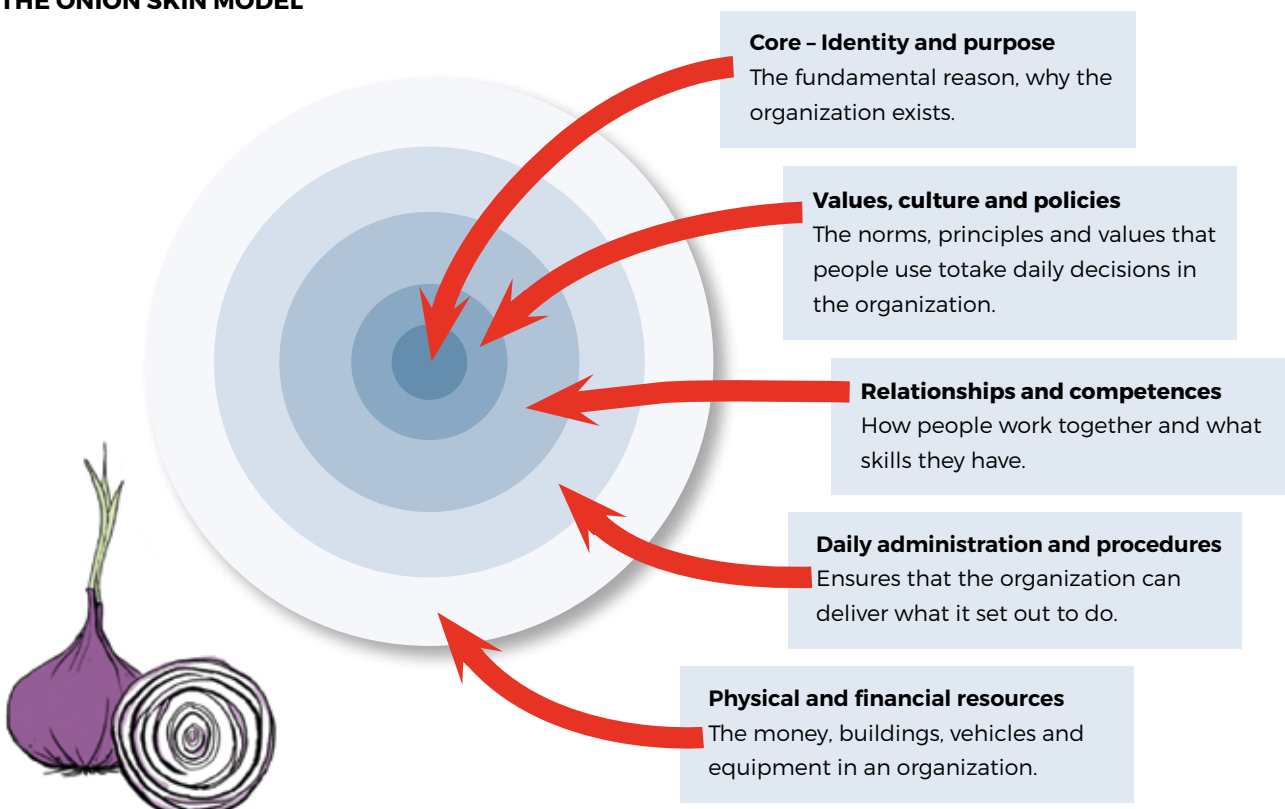 THE ONION SKIN MODEL
Core – Identity and purpose
The fundamental reason, why the
organization exists.
Values, culture and policies
The norms, principles and values that
people use totake daily decisions in
the organization.
Relationships and competences
How people work together and what
skills they have.
Daily administration and procedures
Ensures that the organization can
deliver what it set out to do.
Physical and financial resources
The money, buildings, vehicles and
equipment in an organization.